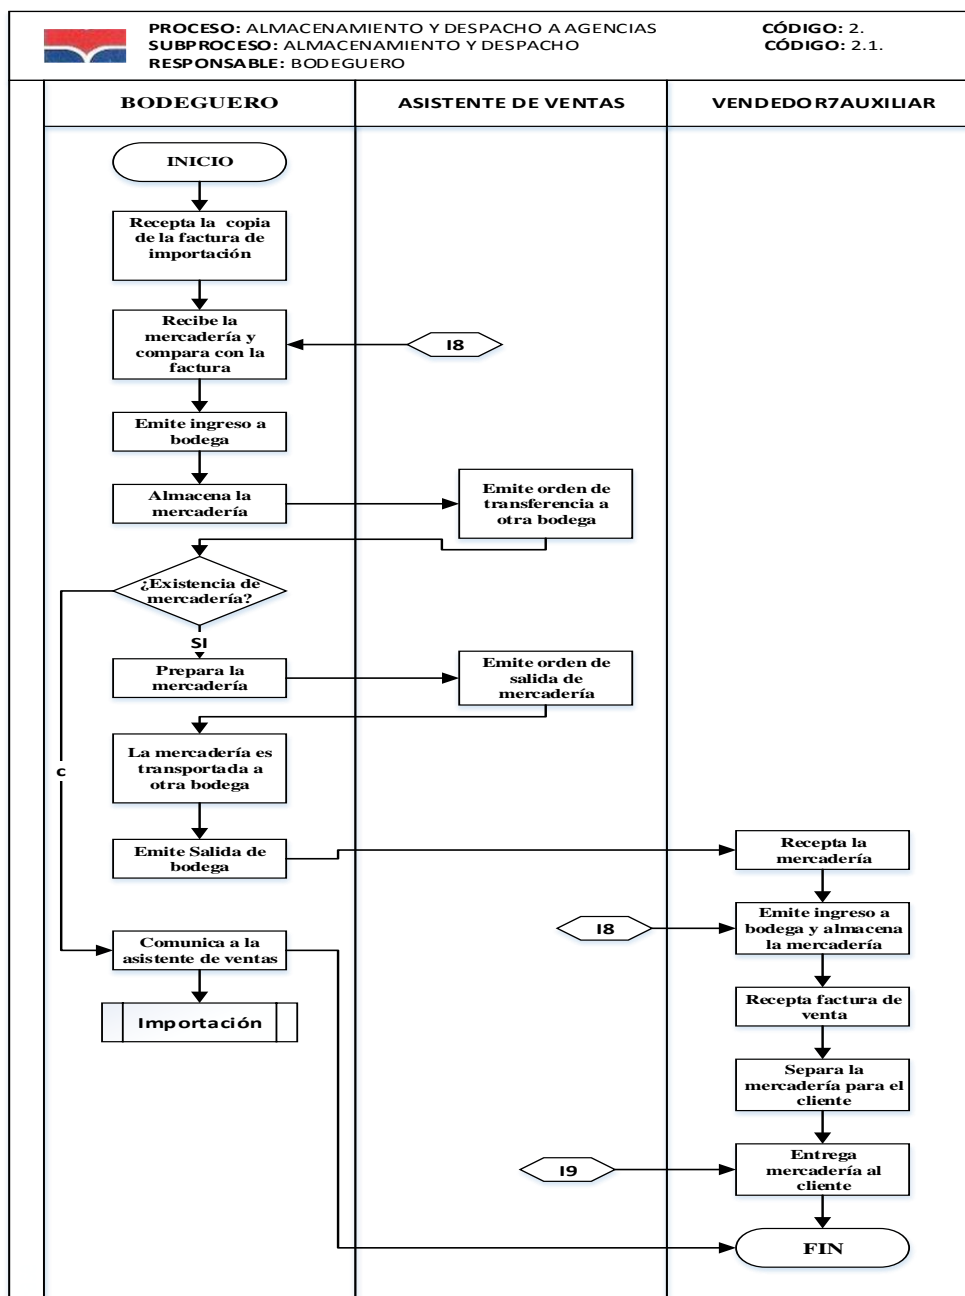 PROCESO: ALMACENAMIENTO Y DESPACHO A AGENCIAS
CÓDIGO: 2.
SUBPROCESO: ALMACENAMIENTO Y DESPACHO
CÓDIGO: 2.1.
RESPONSABLE: BODEGUERO
BODEGUERO
ASISTENTE DE VENTAS
VENDEDOR7AUXILIAR
INICIO
Recepta la copia
de la factura de
importación
Recibe la
mercadería y
compara con la
factura
I8
Emite ingreso a
bodega
Almacena la
mercadería
Emite orden de
transferencia a
otra bodega
¿Existencia de
mercadería?
SI
Prepara la
mercadería
Emite orden de
salida de
mercadería
La mercadería es
transportada a
otra bodega
c
Emite Salida de
bodega
Recepta la
mercadería
Emite ingreso a
bodega y almacena
la mercadería
I8
Comunica a la
asistente de ventas
Importación
Recepta factura de
venta
Separa la
mercadería para el
cliente
Entrega
mercadería al
cliente
I9
FIN